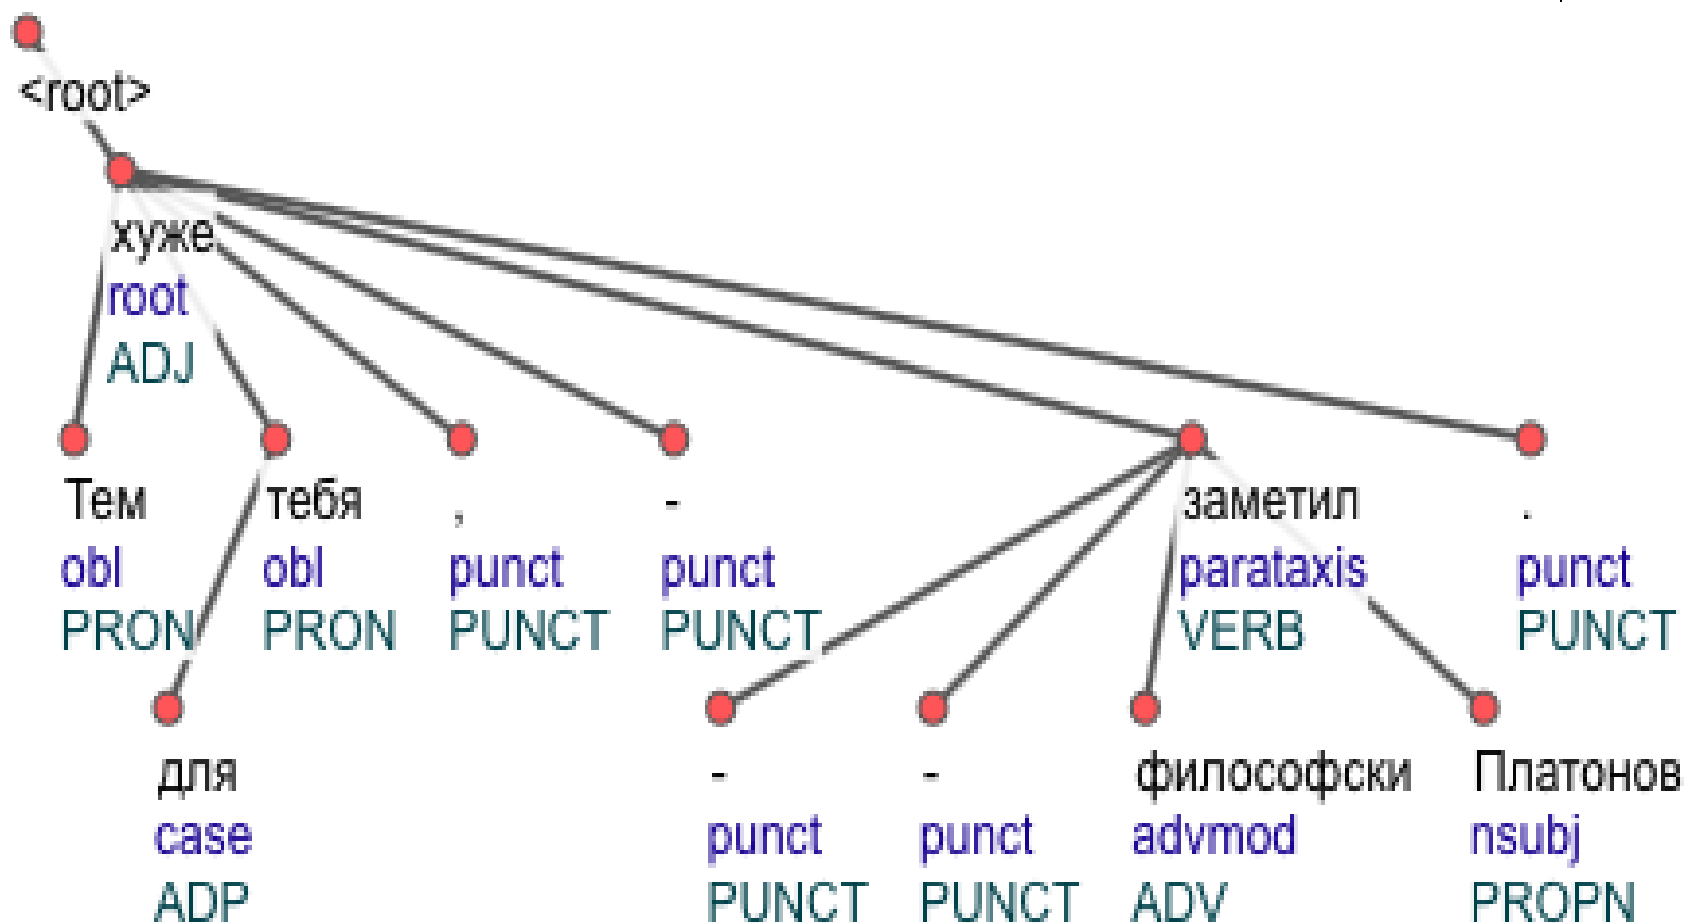 <root>
хуже
root
ADJ
Тем тебя , - заметил .
obl obl punct punct parataxis punct
PRON PRON PUNCT PUNCT VERB PUNCT
для - - философски Платонов
case punct punct advmod nsubj
ADP PUNCT PUNCT ADV PROPN